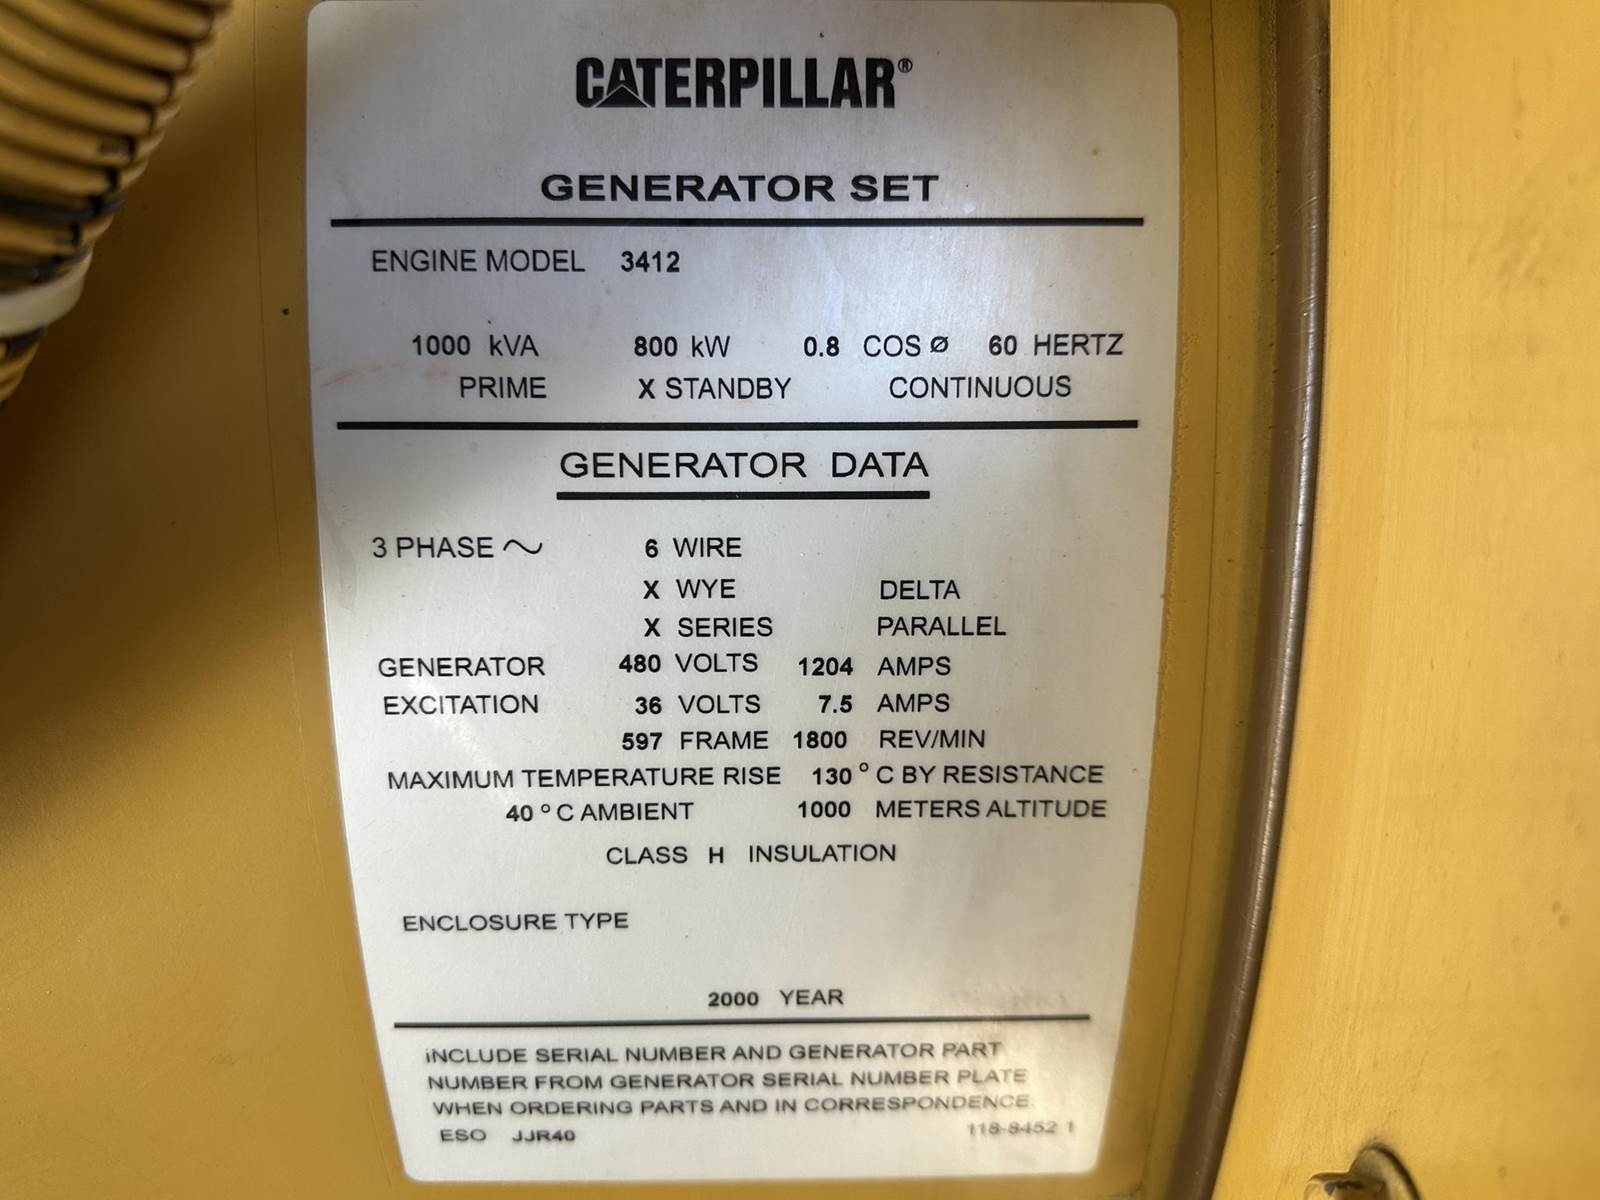 CATERPILLAR®
GENERATOR SET
ENGINE MODEL 3412
1000 kVA 800 kW 0.8 COS ø 60 HERTZ
PRIME X STANDBY CONTINUOUS
GENERATOR DATA
3 PHASE ~ 6 WIRE
X WYE DELTA
X SERIES PARALLEL
GENERATOR 480 VOLTS 1204 AMPS
EXCITATION 36 VOLTS 7.5 AMPS
597 FRAME 1800 REV/MIN
MAXIMUM TEMPERATURE RISE 130 °C BY RESISTANCE
40 °C AMBIENT 1000 METERS ALTITUDE
CLASS H INSULATION
ENCLOSURE TYPE
2000 YEAR
INCLUDE SERIAL NUMBER AND GENERATOR PART
NUMBER FROM GENERATOR SERIAL NUMBER PLATE
WHEN ORDERING PARTS AND IN CORRESPONDENCE.
ESO JJR40 118-8452 1